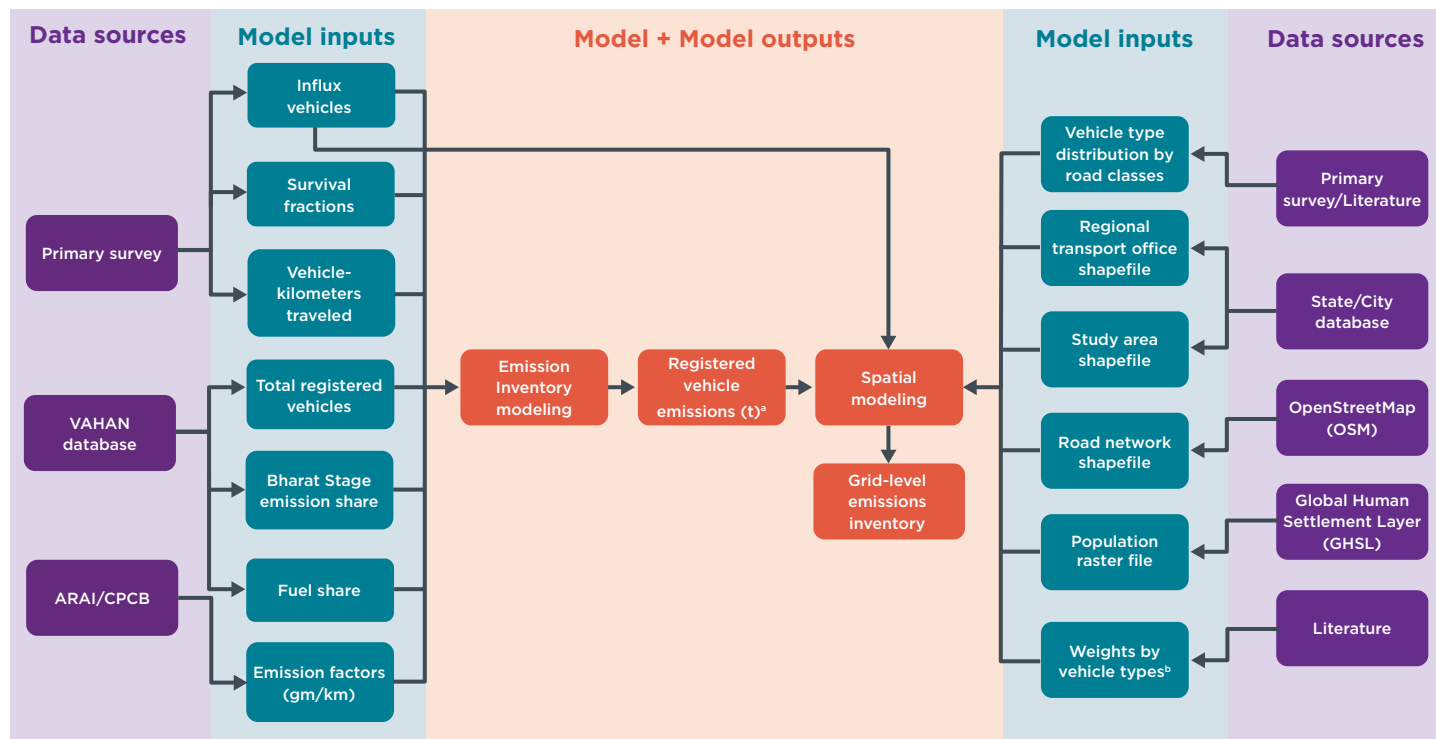 Data sources
Model inputs
Model + Model outputs
Model inputs
Data sources
Primary survey
VAHAN
database
ARAI/CPCB
Influx
vehicles
Survival
fractions
Vehicle-
kilometers
traveled
Total registered
vehicles
Bharat Stage
emission share
Fuel share
Emission factors
(gm/km)
Emission
Inventory
modeling
Registered
vehicle
emissions (t)ᵃ
Spatial
modeling
Grid-level
emissions
inventory
Vehicle type
distribution by
road classes
Regional
transport office
shapefile
Study area
shapefile
Road network
shapefile
Population
raster file
Weights by
vehicle typesᵇ
Primary
survey/Literature
State/City
database
OpenStreetMap
(OSM)
Global Human
Settlement Layer
(GHSL)
Literature